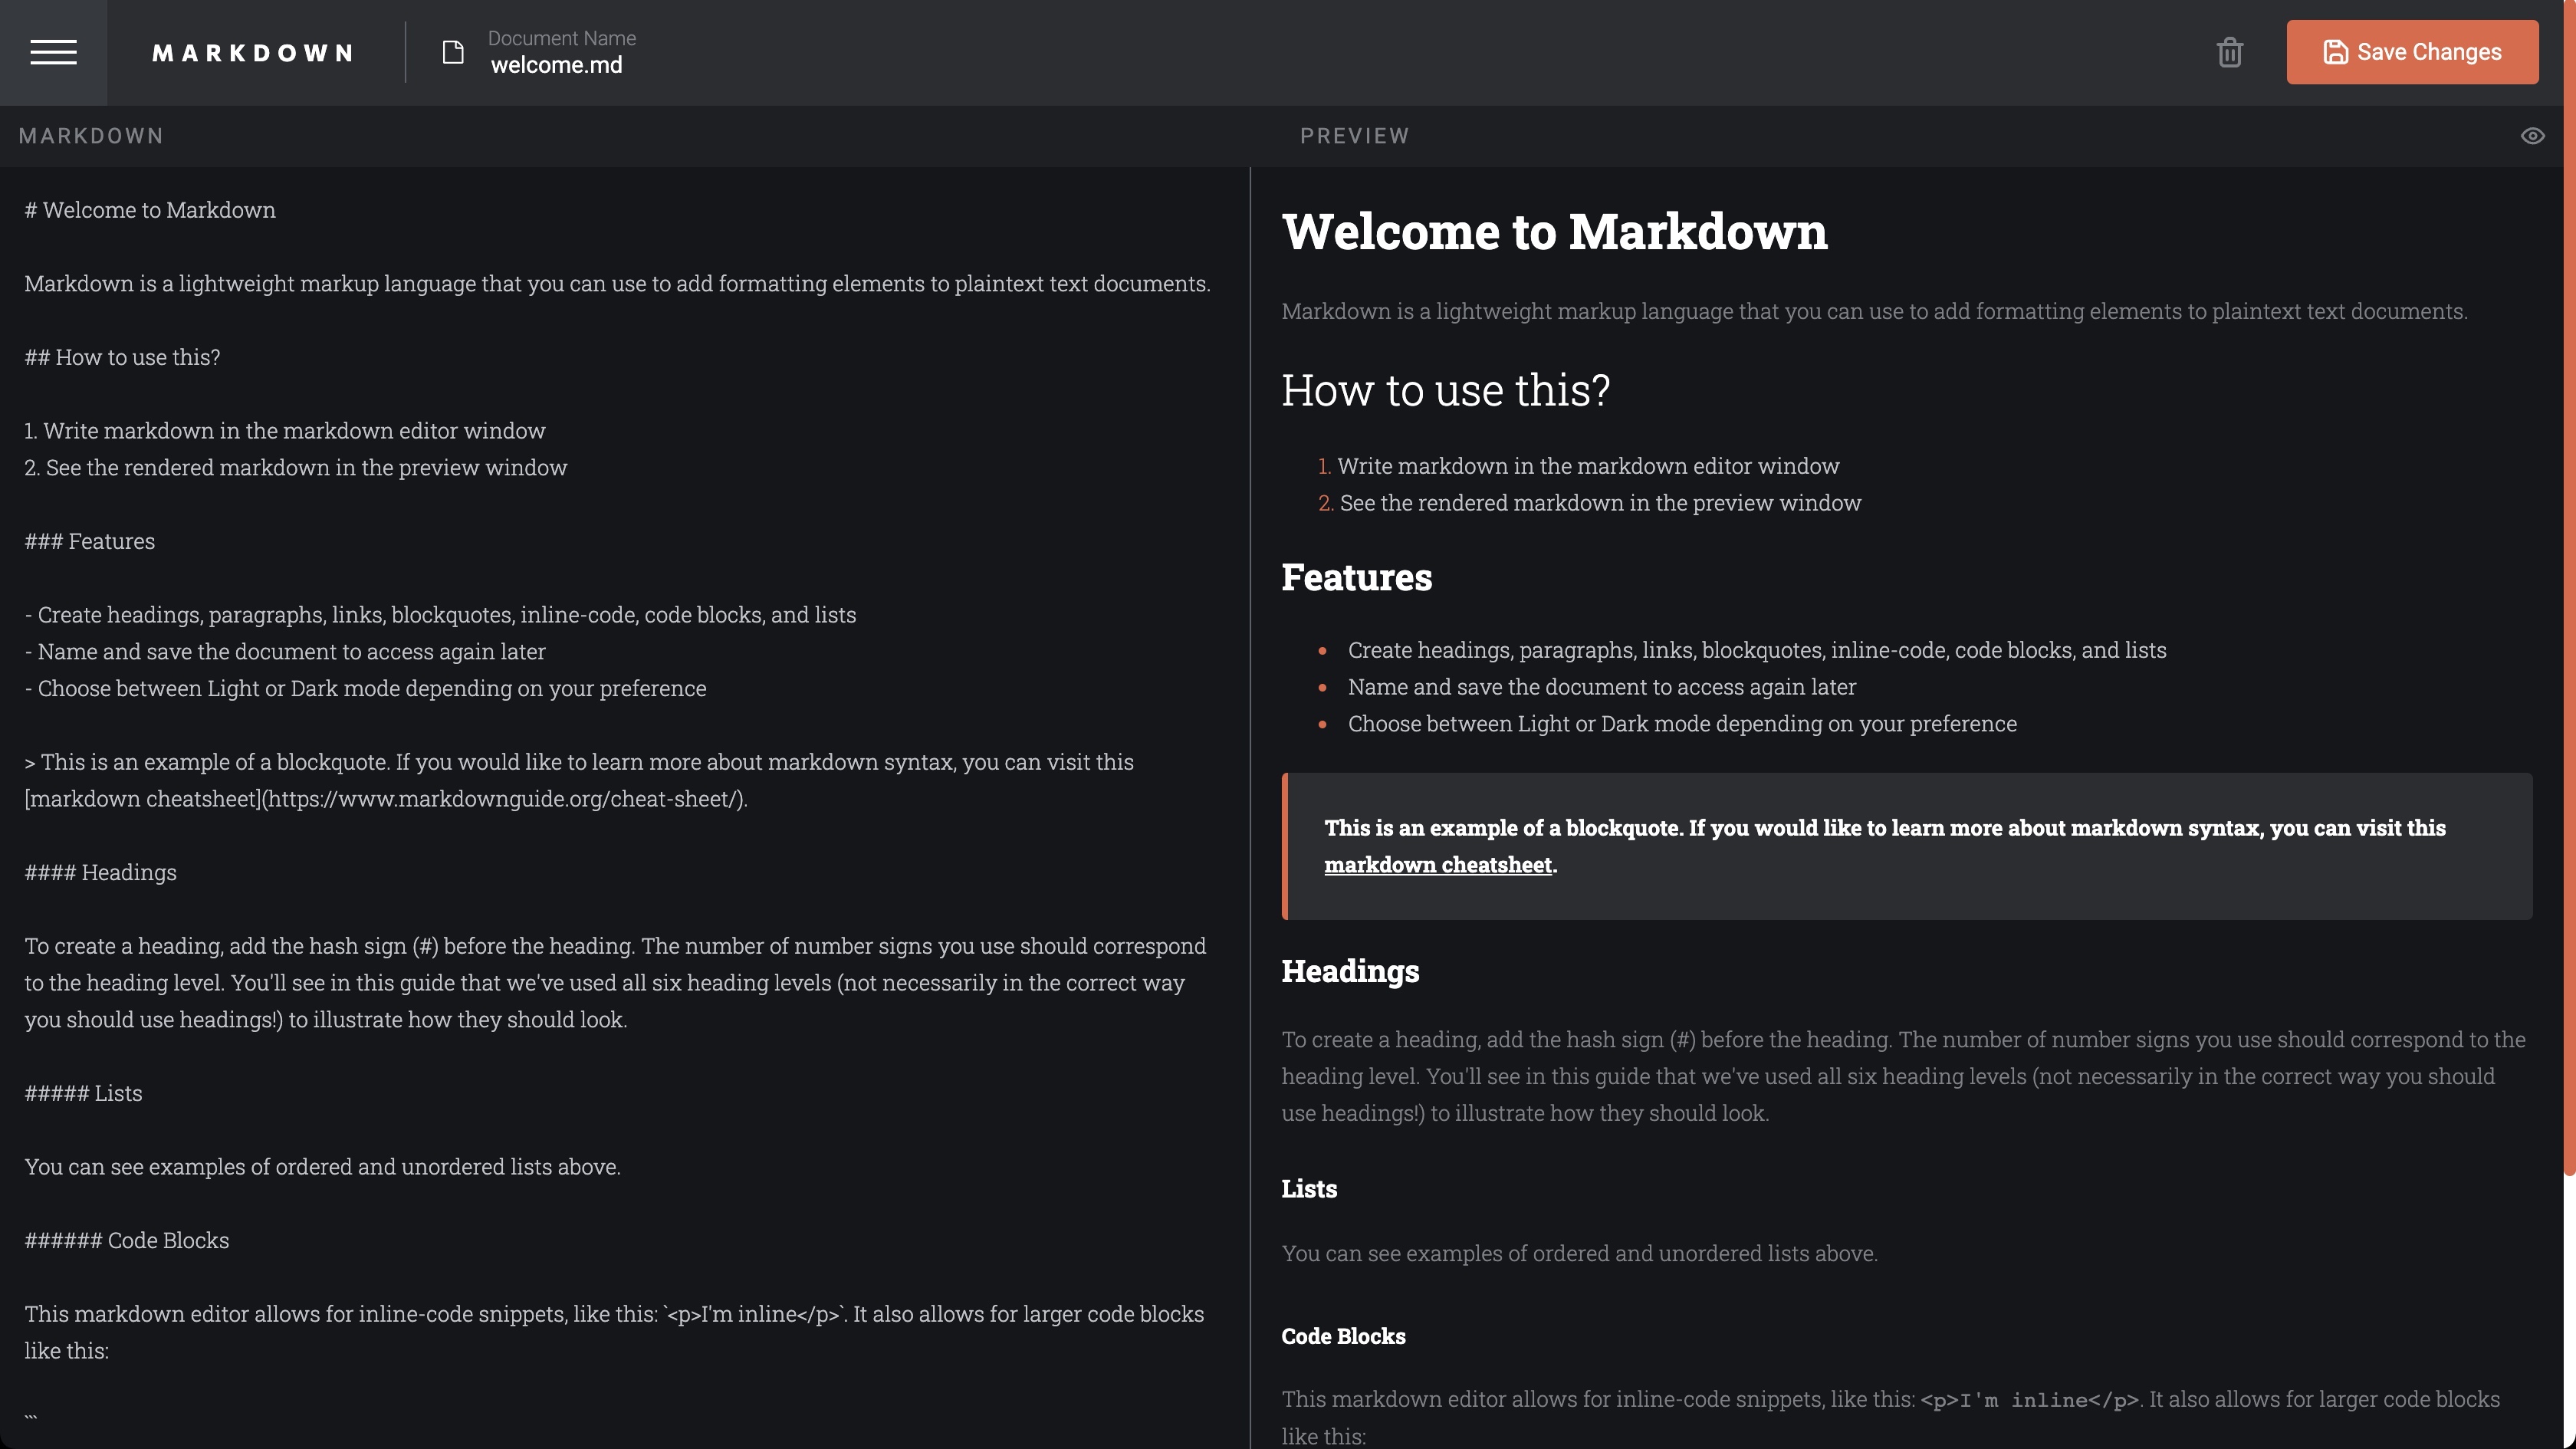 MARKDOWN
Document Name
welcome.md
Save Changes
MARKDOWN
# Welcome to Markdown
Markdown is a lightweight markup language that you can use to add formatting elements to plaintext text documents.
## How to use this?
1. Write markdown in the markdown editor window
2. See the rendered markdown in the preview window
### Features
- Create headings, paragraphs, links, blockquotes, inline-code, code blocks, and lists
- Name and save the document to access again later
- Choose between Light or Dark mode depending on your preference
> This is an example of a blockquote. If you would like to learn more about markdown syntax, you can visit this
[markdown cheatsheet](https://www.markdownguide.org/cheat-sheet/).
#### Headings
To create a heading, add the hash sign (#) before the heading. The number of number signs you use should correspond
to the heading level. You'll see in this guide that we've used all six heading levels (not necessarily in the correct way
you should use headings!) to illustrate how they should look.
##### Lists
You can see examples of ordered and unordered lists above.
###### Code Blocks
This markdown editor allows for inline-code snippets, like this: `<p>I'm inline</p>`. It also allows for larger code blocks
like this:
```
PREVIEW
Welcome to Markdown
Markdown is a lightweight markup language that you can use to add formatting elements to plaintext text documents.
How to use this?
1. Write markdown in the markdown editor window
2. See the rendered markdown in the preview window
Features
• Create headings, paragraphs, links, blockquotes, inline-code, code blocks, and lists
• Name and save the document to access again later
• Choose between Light or Dark mode depending on your preference
This is an example of a blockquote. If you would like to learn more about markdown syntax, you can visit this
markdown cheatsheet.
Headings
To create a heading, add the hash sign (#) before the heading. The number of number signs you use should correspond to the
heading level. You'll see in this guide that we've used all six heading levels (not necessarily in the correct way you should
use headings!) to illustrate how they should look.
Lists
You can see examples of ordered and unordered lists above.
Code Blocks
This markdown editor allows for inline-code snippets, like this: <p>I'm inline</p>. It also allows for larger code blocks
like this: